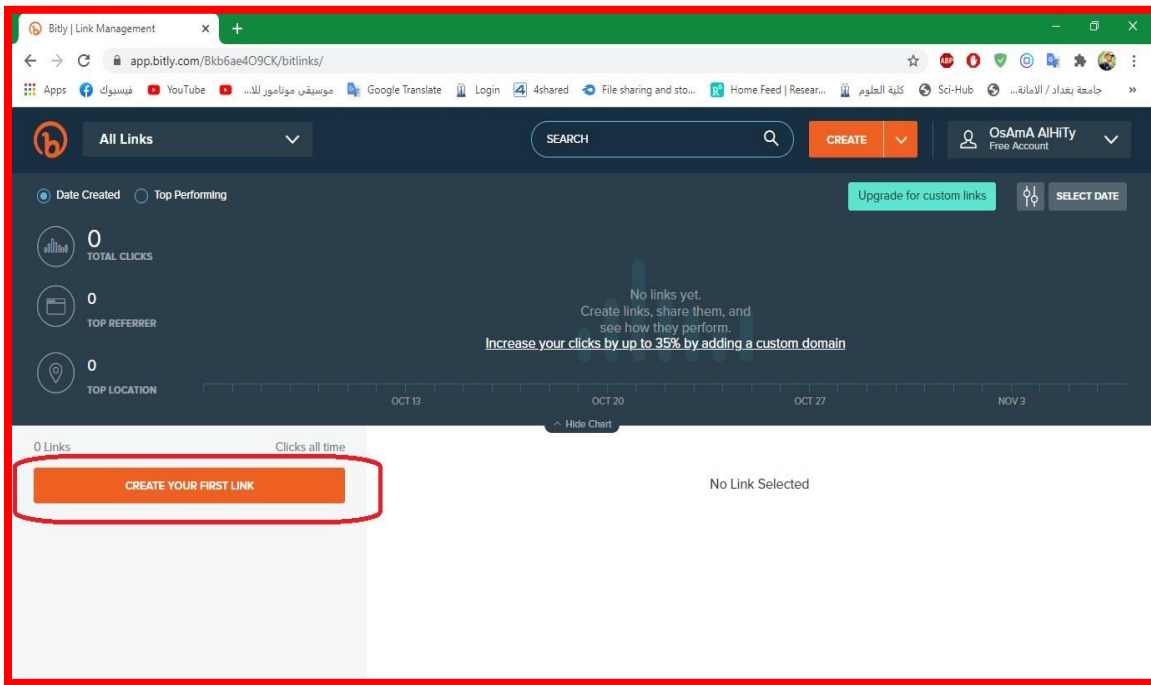 Bitly | Link Management
app.bitly.com/Bkb6ae4O9CK/bitlinks/
ABP
Apps فيسبوك YouTube موسيقى مونامور للا... Google Translate Login 4shared File sharing and sto... Home Feed | Resear... كلية العلوم Sci-Hub جامعة بغداد / الامانة... »
All Links SEARCH CREATE OsAmA AlHiTy
Free Account
Date Created Top Performing Upgrade for custom links SELECT DATE
0
TOTAL CLICKS
0
TOP REFERRER
0
TOP LOCATION
No links yet.
Create links, share them, and
see how they perform.
Increase your clicks by up to 35% by adding a custom domain
OCT 13 OCT 20 OCT 27 NOV 3
Hide Chart
0 Links Clicks all time
CREATE YOUR FIRST LINK
No Link Selected